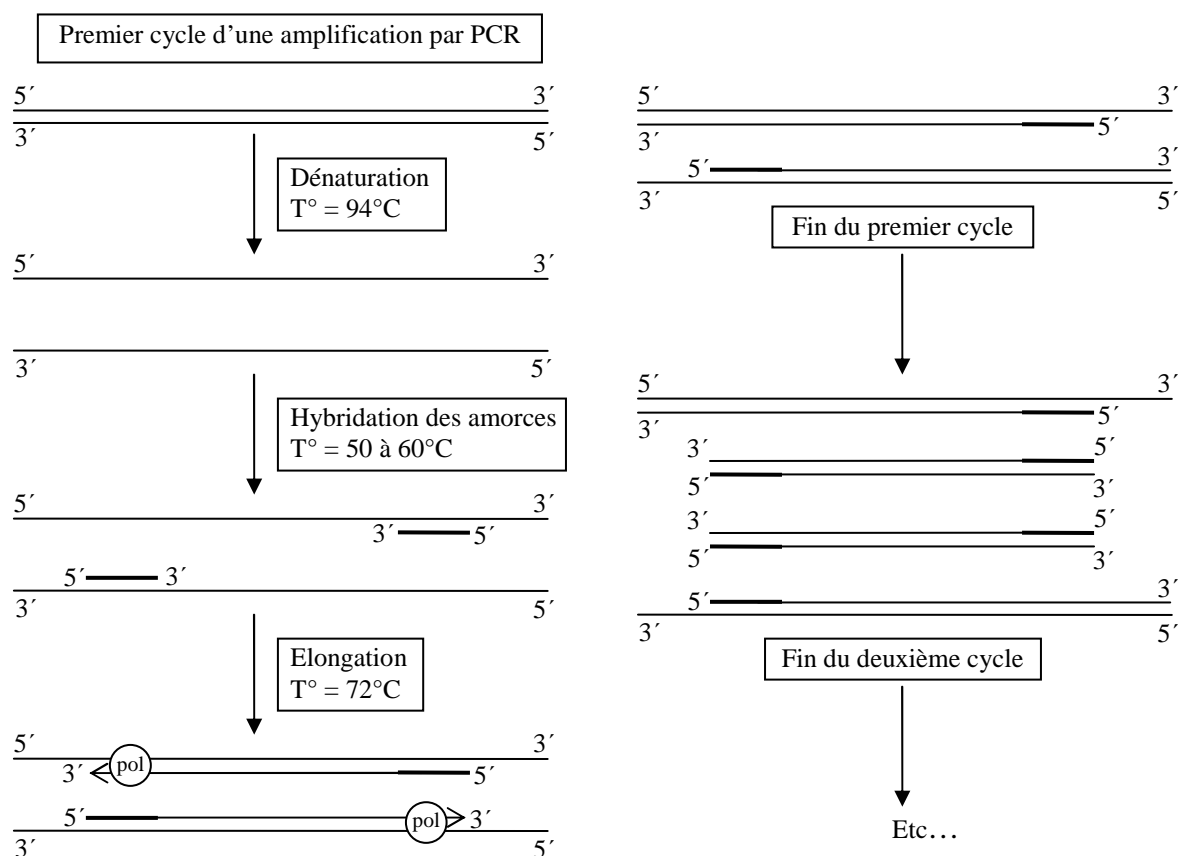 Premier cycle d’une amplification par PCR
5´ 3´
3´ 5´
Dénaturation
T° = 94°C
5´ 3´
3´ 5´
Hybridation des amorces
T° = 50 à 60°C
5´ 3´
3´ 5´
5´ 3´
3´ 5´
Elongation
T° = 72°C
5´ 3´
3´ pol 5´
5´ pol 3´
3´ 5´
5´ 3´
3´ 5´
5´ 3´
3´ 5´
Fin du premier cycle
5´ 3´
3´ 5´
3´ 5´
5´ 3´
3´ 5´
5´ 3´
5´ 3´
3´ 5´
Fin du deuxième cycle
Etc…